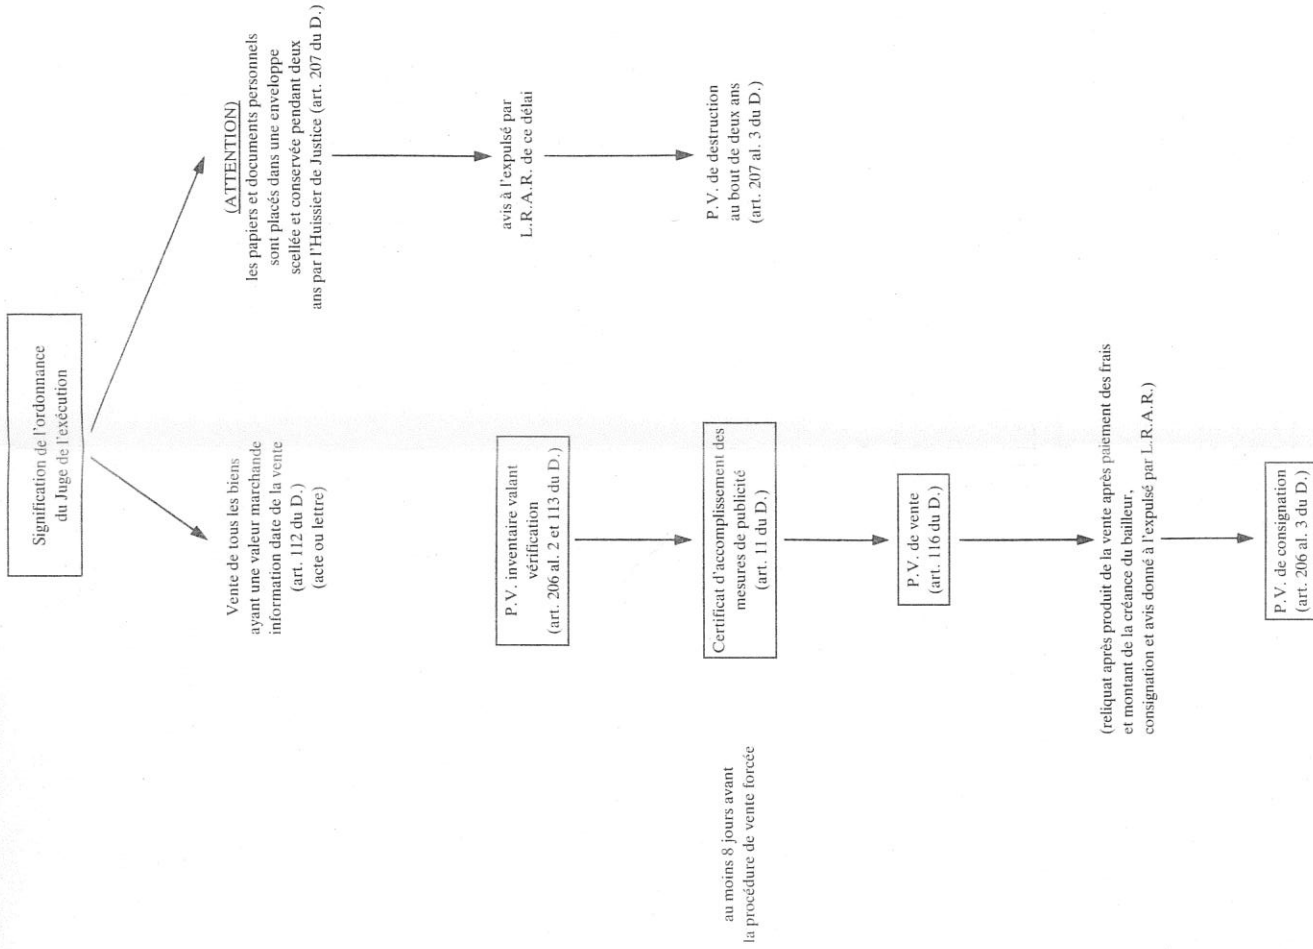 Signification de l'ordonnance
du Juge de l'exécution
Vente de tous les biens
ayant une valeur marchande
information date de la vente
(art. 112 du D.)
(acte ou lettre)
(ATTENTION)
les papiers et documents personnels
sont placés dans une enveloppe
scellée et conservée pendant deux
ans par l'Huissier de Justice (art. 207 du D.)
P.V. inventaire valant
vérification
(art. 206 al. 2 et 113 du D.)
avis à l'expulsé par
L.R.A.R. de ce délai
au moins 8 jours avant
la procédure de vente forcée
Certificat d'accomplissement des
mesures de publicité
(art. 11 du D.)
P.V. de destruction
au bout de deux ans
(art. 207 al. 3 du D.)
P.V. de vente
(art. 116 du D.)
(reliquat après produit de la vente après paiement des frais
et montant de la créance du bailleur,
consignation et avis donné à l'expulsé par L.R.A.R.)
P.V. de consignation
(art. 206 al. 3 du D.)